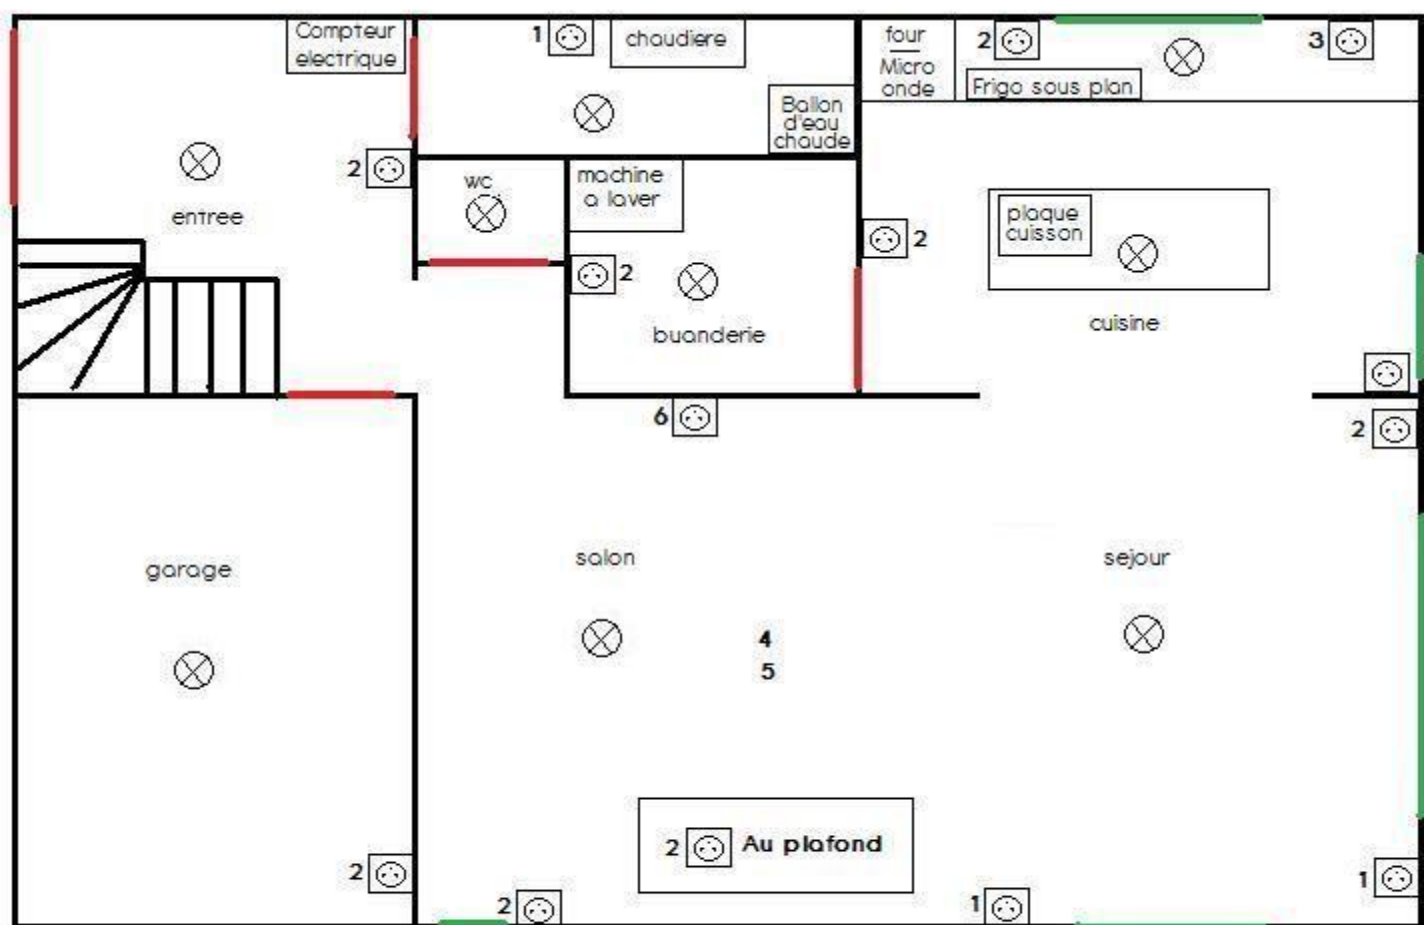 Compteur
electrique
1
chaudiere
four
Micro
onde
2
3
Frigo sous plan
Ballon
d'eau
chaude
2
entree
wc
machine
a laver
2
buanderie
2
plaque
cuisson
cuisine
6
2
garage
salon
sejour
4
5
2 Au plafond
2
2
1
1